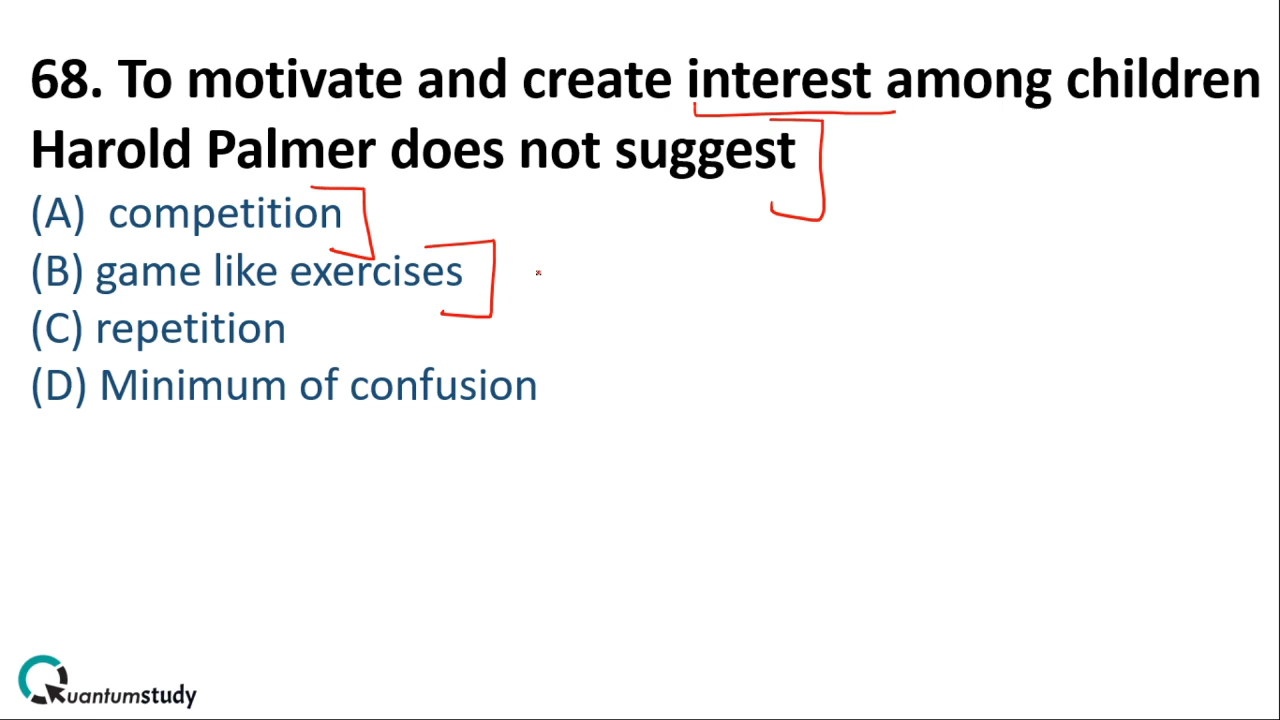 68. To motivate and create interest among children
Harold Palmer does not suggest
(A) competition
(B) game like exercises
(C) repetition
(D) Minimum of confusion
Quantumstudy